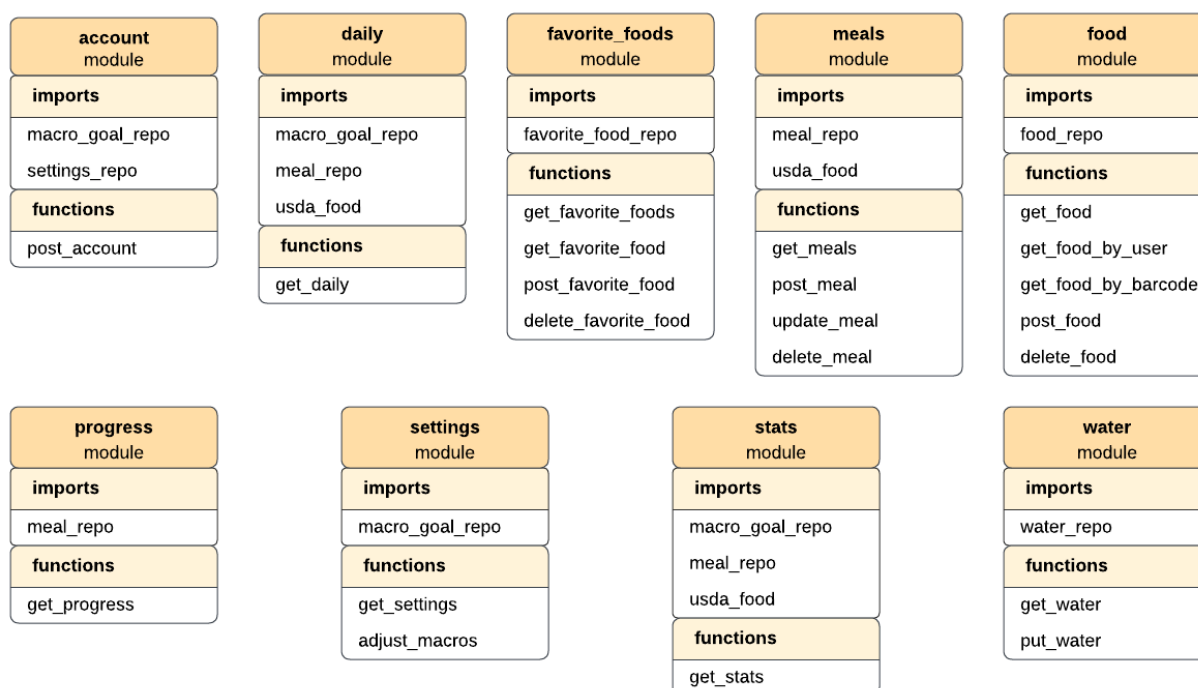 account
module
imports
macro_goal_repo
settings_repo
functions
post_account
daily
module
imports
macro_goal_repo
meal_repo
usda_food
functions
get_daily
favorite_foods
module
imports
favorite_food_repo
functions
get_favorite_foods
get_favorite_food
post_favorite_food
delete_favorite_food
meals
module
imports
meal_repo
usda_food
functions
get_meals
post_meal
update_meal
delete_meal
food
module
imports
food_repo
functions
get_food
get_food_by_user
get_food_by_barcode
post_food
delete_food
progress
module
imports
meal_repo
functions
get_progress
settings
module
imports
macro_goal_repo
functions
get_settings
adjust_macros
stats
module
imports
macro_goal_repo
meal_repo
usda_food
functions
get_stats
water
module
imports
water_repo
functions
get_water
put_water